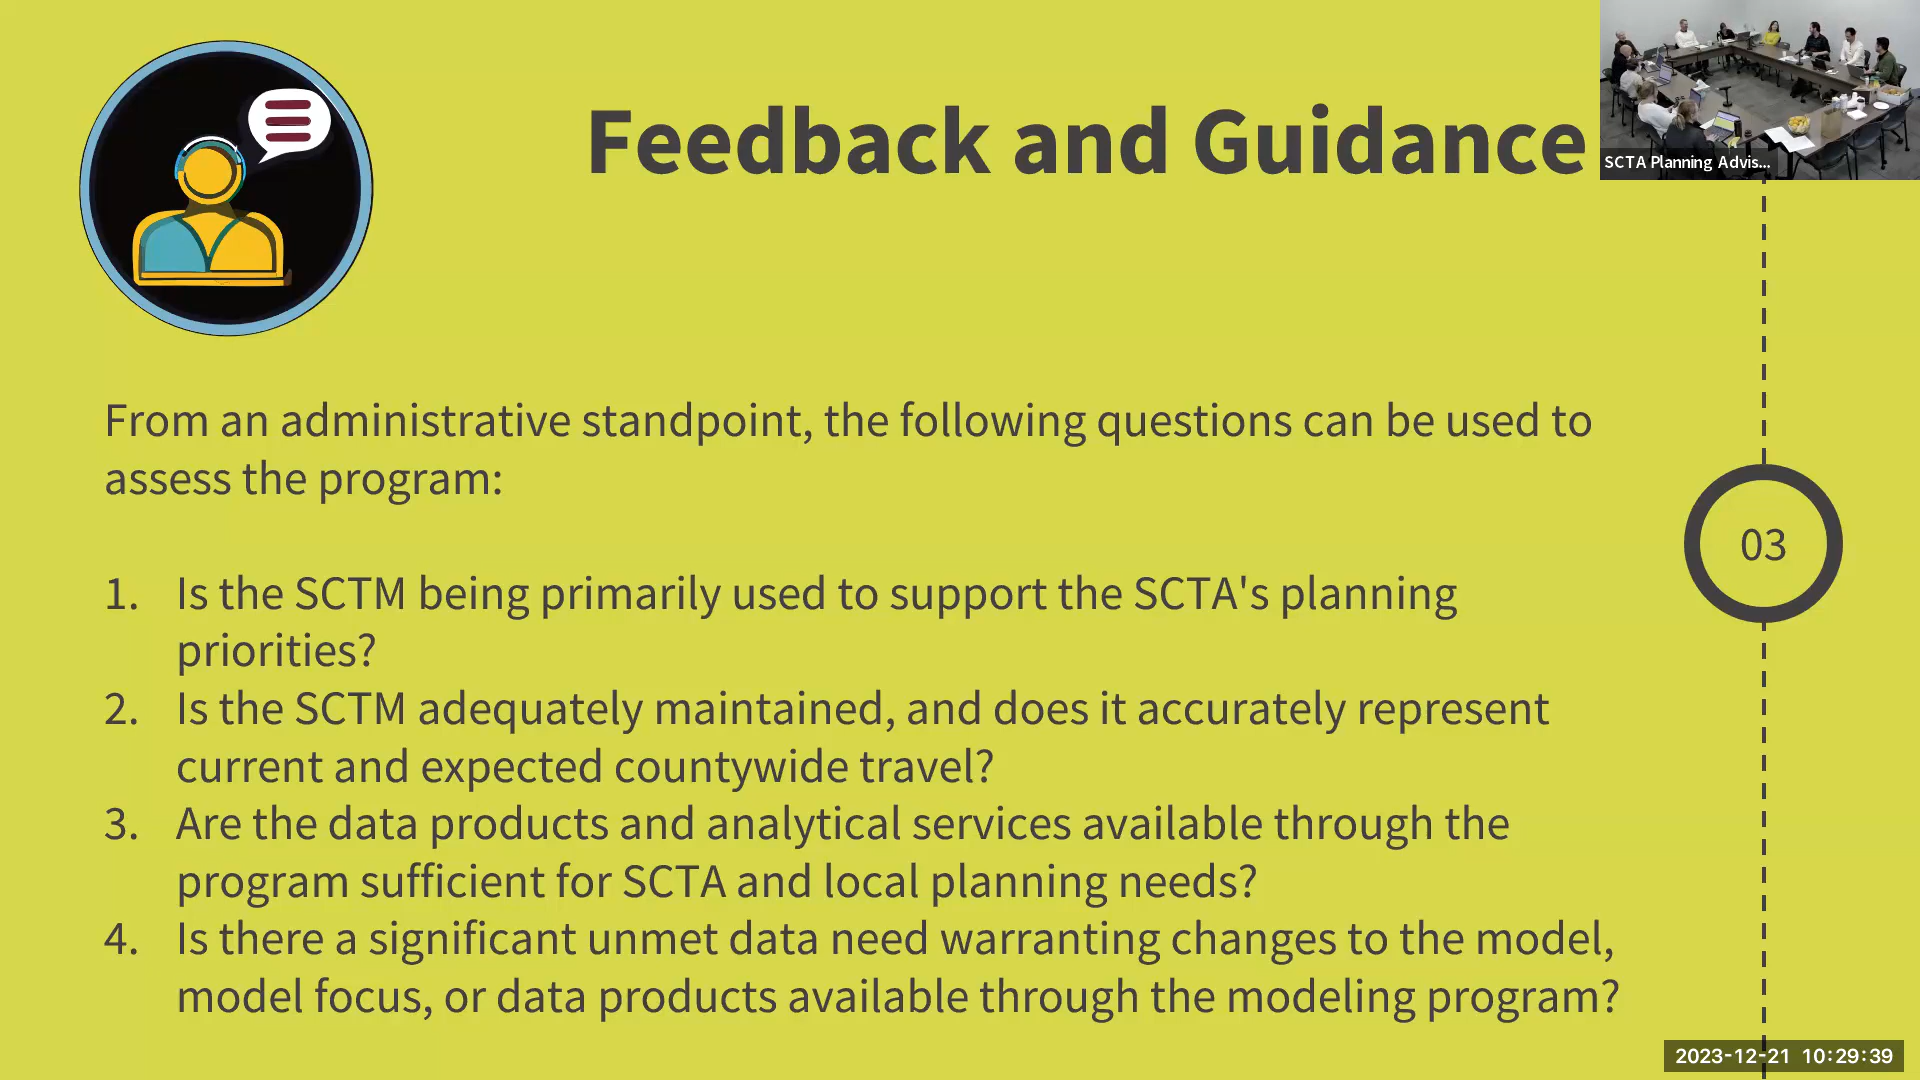 Feedback and Guidance
SCTA Planning Advis...
From an administrative standpoint, the following questions can be used to
assess the program:
03
1. Is the SCTM being primarily used to support the SCTA's planning
priorities?
2. Is the SCTM adequately maintained, and does it accurately represent
current and expected countywide travel?
3. Are the data products and analytical services available through the
program sufficient for SCTA and local planning needs?
4. Is there a significant unmet data need warranting changes to the model,
model focus, or data products available through the modeling program?
2023-12-21 10:29:39